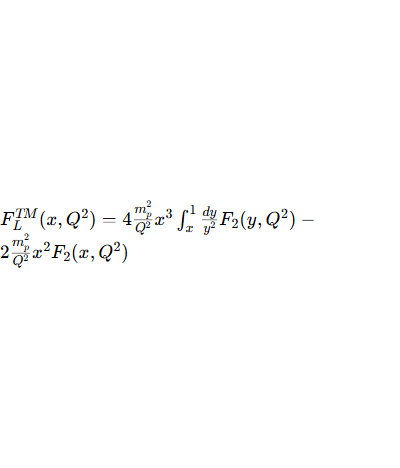 $F_L^{TM}(x, Q^2) = 4\frac{m_p^2}{Q^2}x^3 \int_x^1 \frac{dy}{y^2} F_2(y, Q^2) -$
$2\frac{m_p^2}{Q^2}x^2 F_2(x, Q^2)$